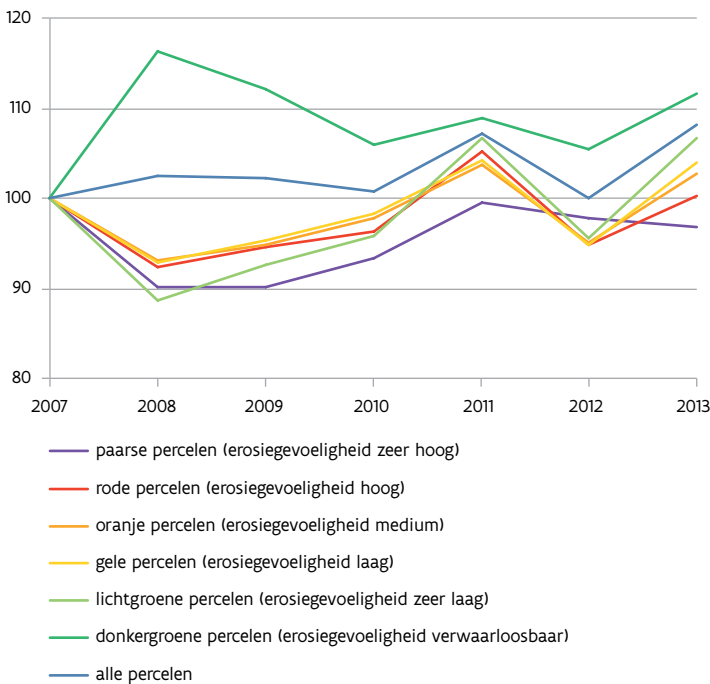 120
110
100
90
80
2007 2008 2009 2010 2011 2012 2013
paarse percelen (erosiegevoeligheid zeer hoog)
rode percelen (erosiegevoeligheid hoog)
oranje percelen (erosiegevoeligheid medium)
gele percelen (erosiegevoeligheid laag)
lichtgroene percelen (erosiegevoeligheid zeer laag)
donkergroene percelen (erosiegevoeligheid verwaarloosbaar)
alle percelen